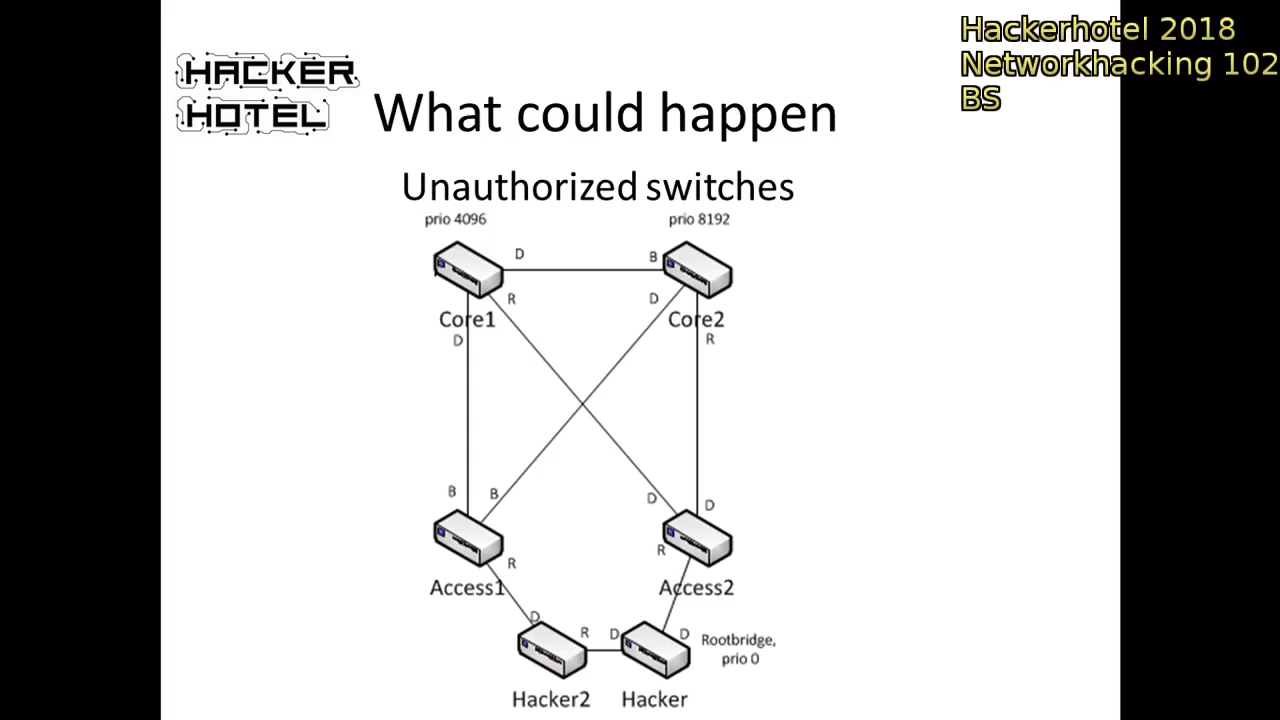 HACKER
HOTEL
Hackerhotel 2018
Networkhacking 102
BS
What could happen
Unauthorized switches
prio 4096
prio 8192
D
B
R
D
Core1
Core2
D
R
B
B
D
D
R
R
Access1
Access2
D
R
D
D
Rootbridge,
prio 0
Hacker2
Hacker